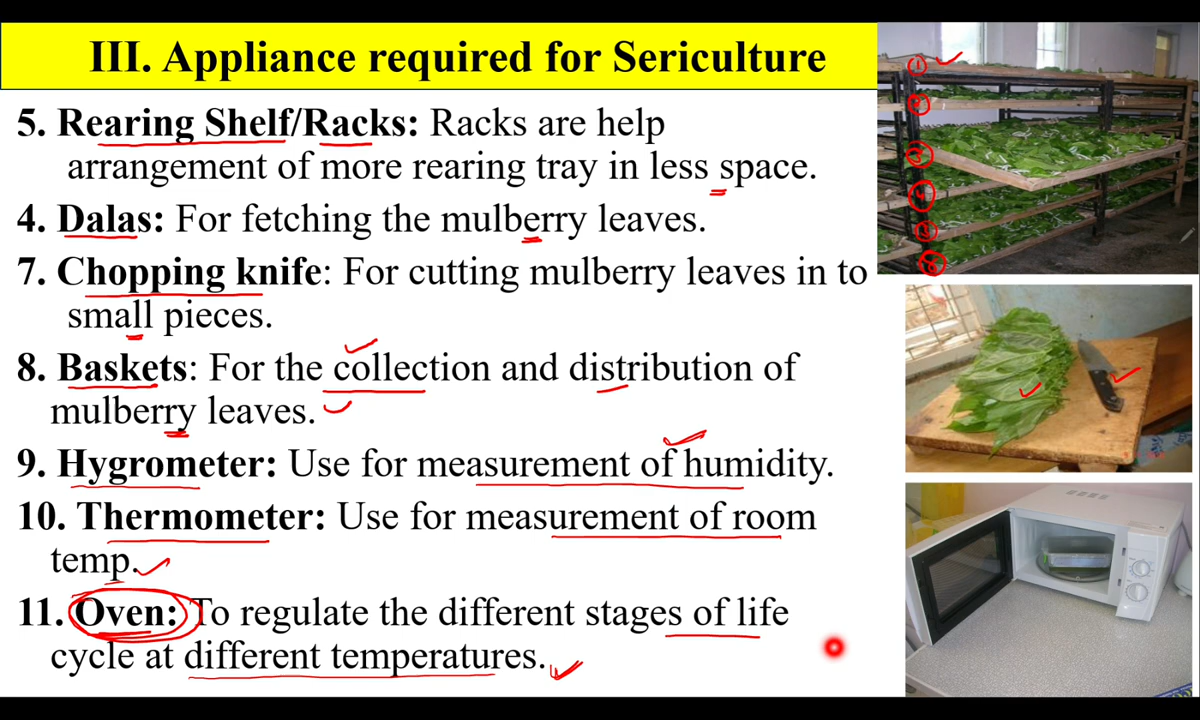 III. Appliance required for Sericulture
5. Rearing Shelf/Racks: Racks are help
arrangement of more rearing tray in less space.
4. Dalas: For fetching the mulberry leaves.
7. Chopping knife: For cutting mulberry leaves in to
small pieces.
8. Baskets: For the collection and distribution of
mulberry leaves.
9. Hygrometer: Use for measurement of humidity.
10. Thermometer: Use for measurement of room
temp.
11. Oven: To regulate the different stages of life
cycle at different temperatures.
1
2
3
4